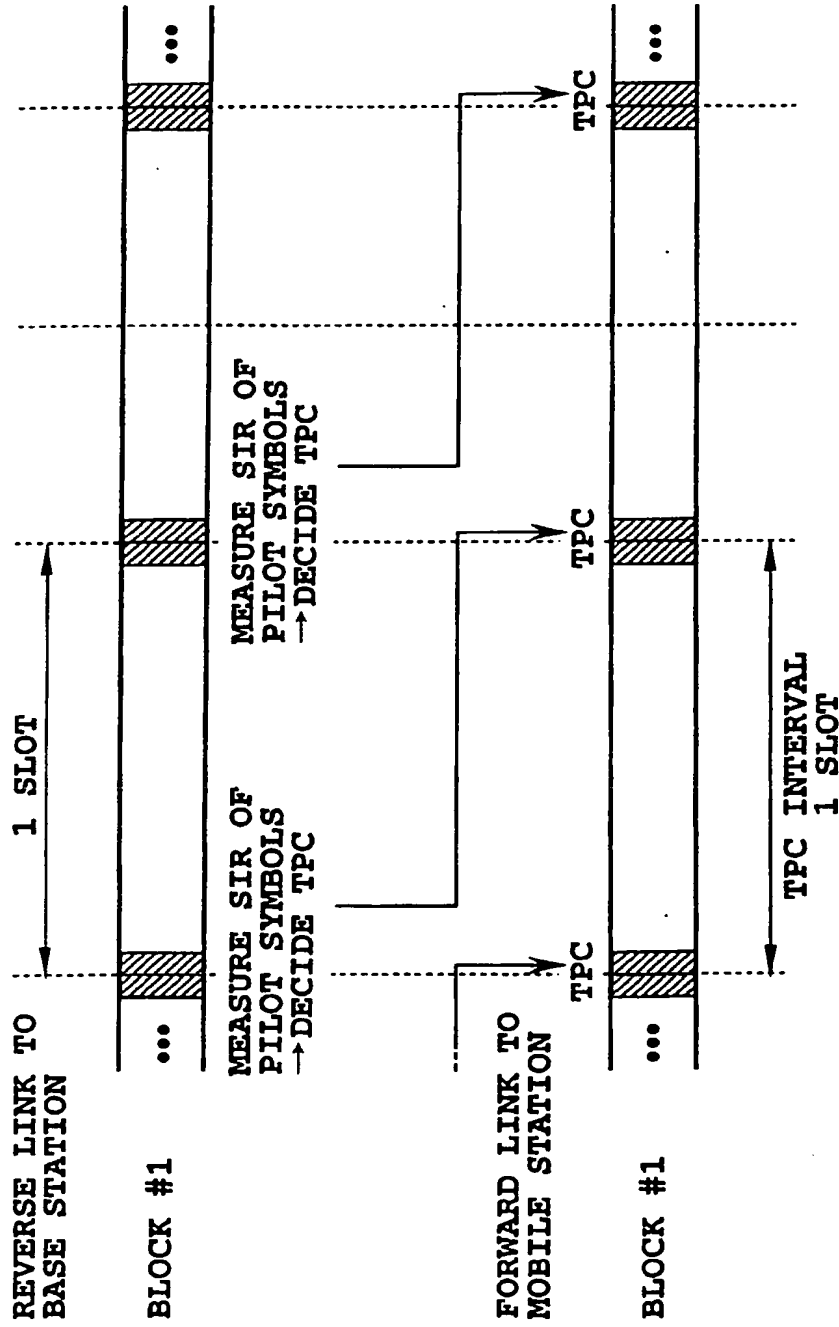 REVERSE LINK TO
BASE STATION
1 SLOT
BLOCK #1
•••
•••
MEASURE SIR OF
PILOT SYMBOLS
→DECIDE TPC
MEASURE SIR OF
PILOT SYMBOLS
→DECIDE TPC
FORWARD LINK TO
MOBILE STATION
TPC
TPC
TPC
BLOCK #1
•••
•••
TPC INTERVAL
1 SLOT